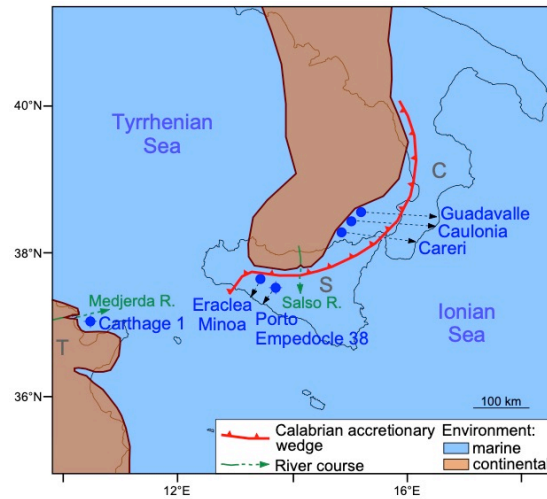 40°N
Tyrrhenian
Sea
C
Guadavalle
Caulonia
Careri
38°N
S
Medjerda R.
Eraclea
Minoa
Salso R.
Carthage 1
Porto
Empedocle 38
Ionian
Sea
T
36°N
100 km
Calabrian accretionary
wedge
River course
Environment:
marine
continental
12°E
16°E